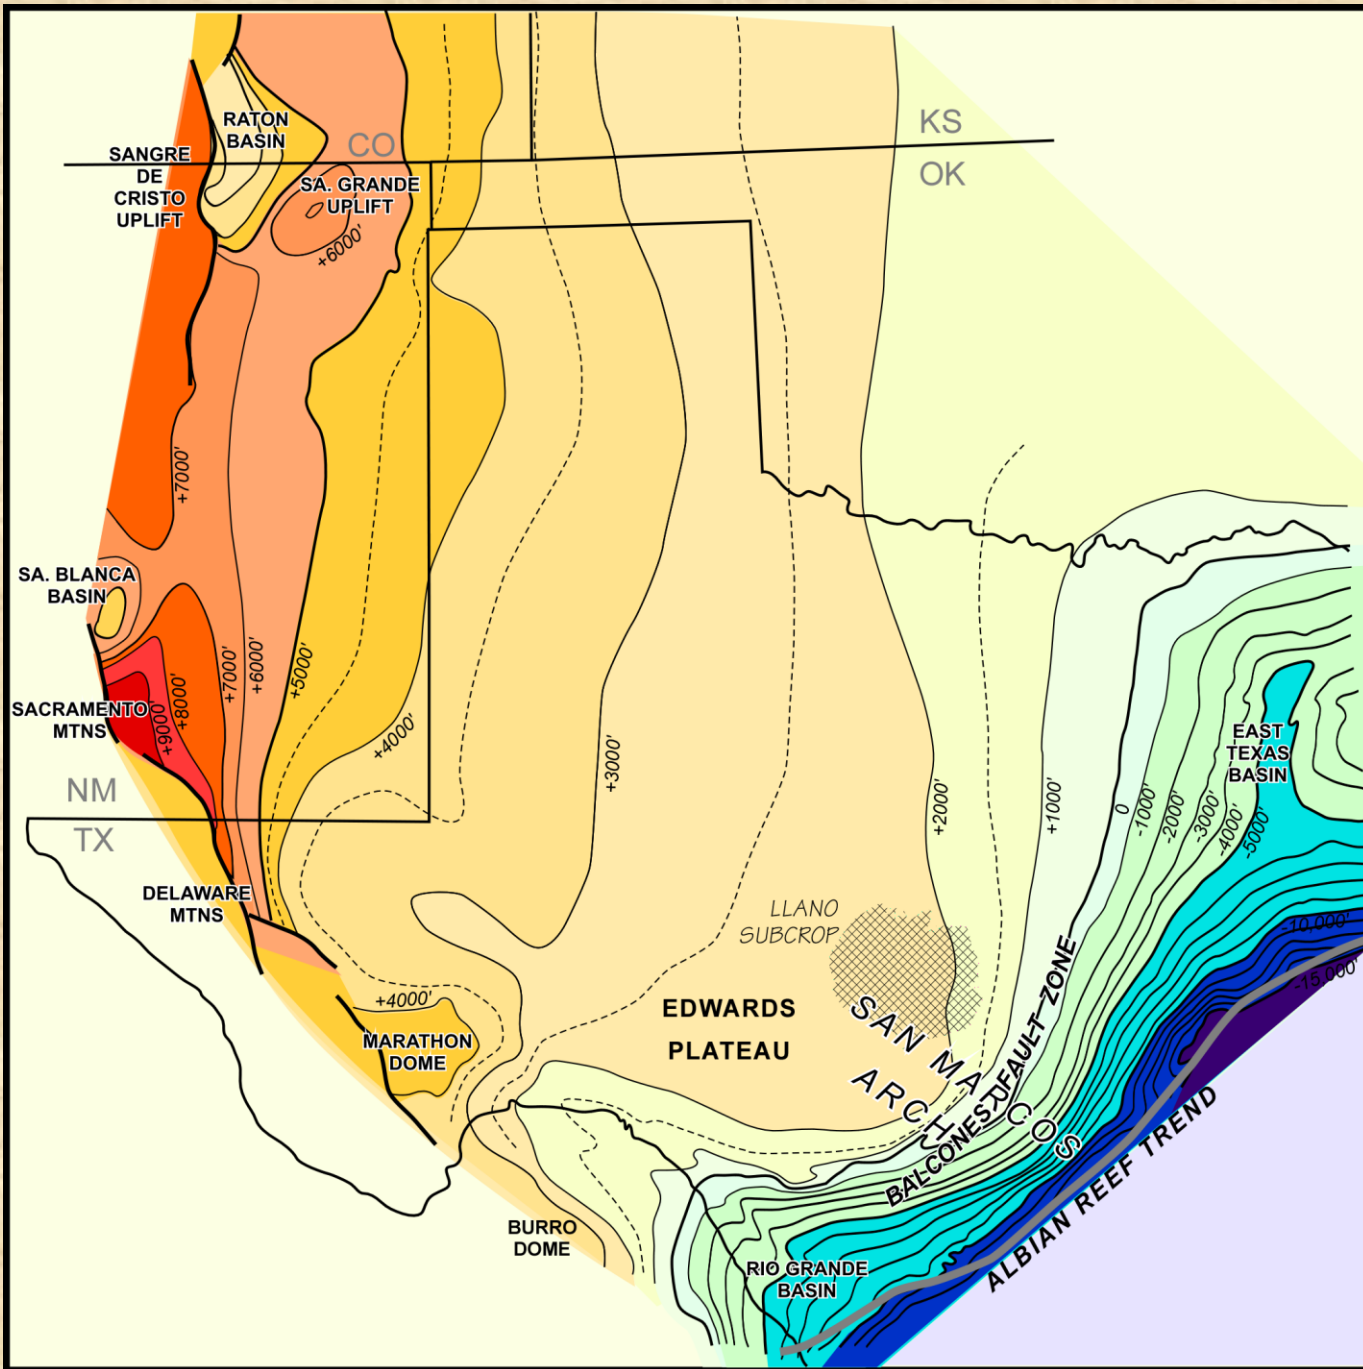 KS
OK
CO
RATON
BASIN
SANGRE
DE
CRISTO
UPLIFT
SA. GRANDE
UPLIFT
+6000'
+7000'
SA. BLANCA
BASIN
+7000'
+6000'
+5000'
+8000'
+9000'
SACRAMENTO
MTNS
+4000'
+3000'
+2000'
+1000'
0
-1000'
-2000'
-3000'
-4000'
-5000'
EAST
TEXAS
BASIN
NM
TX
DELAWARE
MTNS
LLANO
SUBCROP
-10,000'
-15,000'
+4000'
MARATHON
DOME
EDWARDS
PLATEAU
SAN MARCOS
ARCH
BALCONES FAULT ZONE
ALBIAN REEF TREND
BURRO
DOME
RIO GRANDE
BASIN